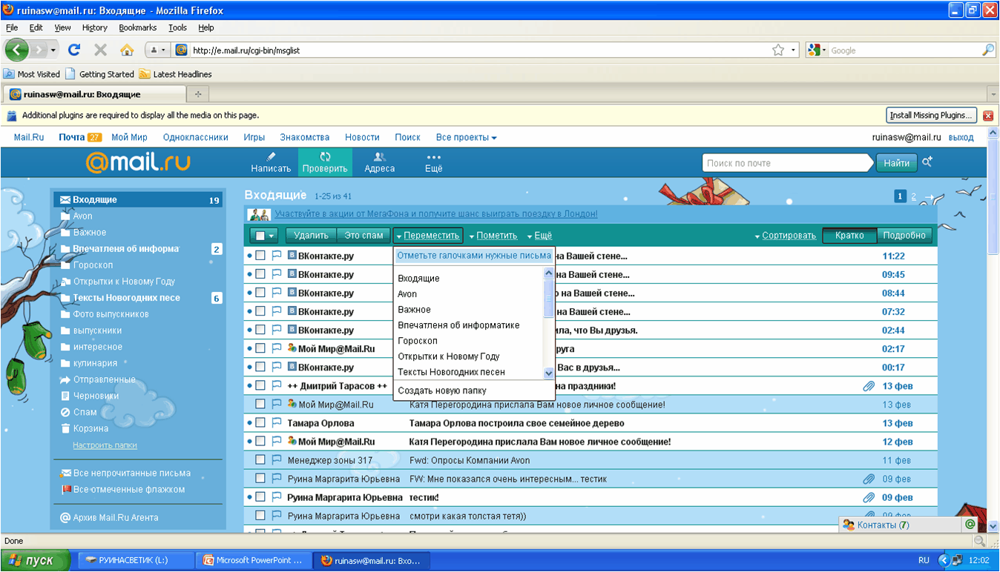 ruinasw@mail.ru: Входящие - Mozilla Firefox
File Edit View History Bookmarks Tools Help
http://e.mail.ru/cgi-bin/msglist
Google
Most Visited Getting Started Latest Headlines
ruinasw@mail.ru: Входящие
Additional plugins are required to display all the media on this page.
Install Missing Plugins...
Mail.Ru Почта 27 Мой Мир Одноклассники Игры Знакомства Новости Поиск Все проекты
ruinasw@mail.ru выход
@mail.ru
Написать Проверить Адреса Ещё
Поиск по почте Найти
Входящие 19
Avon
Важное
Впечатленя об информа 2
Гороскоп
Открытки к Новому Году
Тексты Новогодних песе 6
Фото выпускников
выпускники
интересное
кулинария
Отправленные
Черновики
Спам
Корзина
Настроить папки
Все непрочитанные письма
Все отмеченные флажком
Архив Mail.Ru Агента
Входящие 1-25 из 41
1 2
Участвуйте в акции от МегаФона и получите шанс выиграть поездку в Лондон!
Удалить Это спам Переместить Пометить Ещё Сортировать Кратко Подробно
Отметьте галочками нужные письма
Входящие
Avon
Важное
Впечатленя об информатике
Гороскоп
Открытки к Новому Году
Тексты Новогодних песен
Создать новую папку
ВКонтакте.ру на Вашей стене... 11:22
ВКонтакте.ру на Вашей стене... 09:45
ВКонтакте.ру о на Вашей стене... 08:44
ВКонтакте.ру на Вашей стене... 07:32
ВКонтакте.ру ила, что Вы друзья. 02:44
Мой Мир@Mail.Ru руга 02:17
ВКонтакте.ру Вас в друзья... 00:17
++ Дмитрий Тарасов ++ на праздники! 13 фев
Мой Мир@Mail.Ru Катя Перегородина прислала Вам новое личное сообщение! 13 фев
Тамара Орлова Тамара Орлова построила свое семейное дерево 13 фев
Мой Мир@Mail.Ru Катя Перегородина прислала Вам новое личное сообщение! 12 фев
Менеджер зоны 317 Fwd: Опросы Компании Avon 11 фев
Руина Маргарита Юрьевна FW: Мне показался очень интересным... тестик 09 фев
Руина Маргарита Юрьевна тестик! 09 фев
Руина Маргарита Юрьевна смотри какая толстая тетя)) 09 фев
Контакты (7)
Done
пуск РУИНАСВЕТИК (L:) Microsoft PowerPoint ... ruinasw@mail.ru: Вхо... RU 12:02